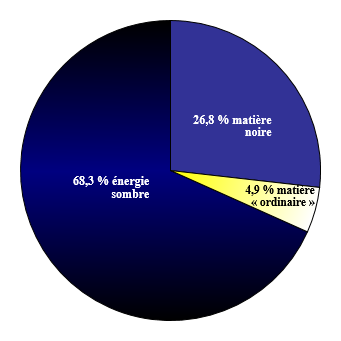 26,8 % matière
noire
4,9 % matière
« ordinaire »
68,3 % énergie
sombre